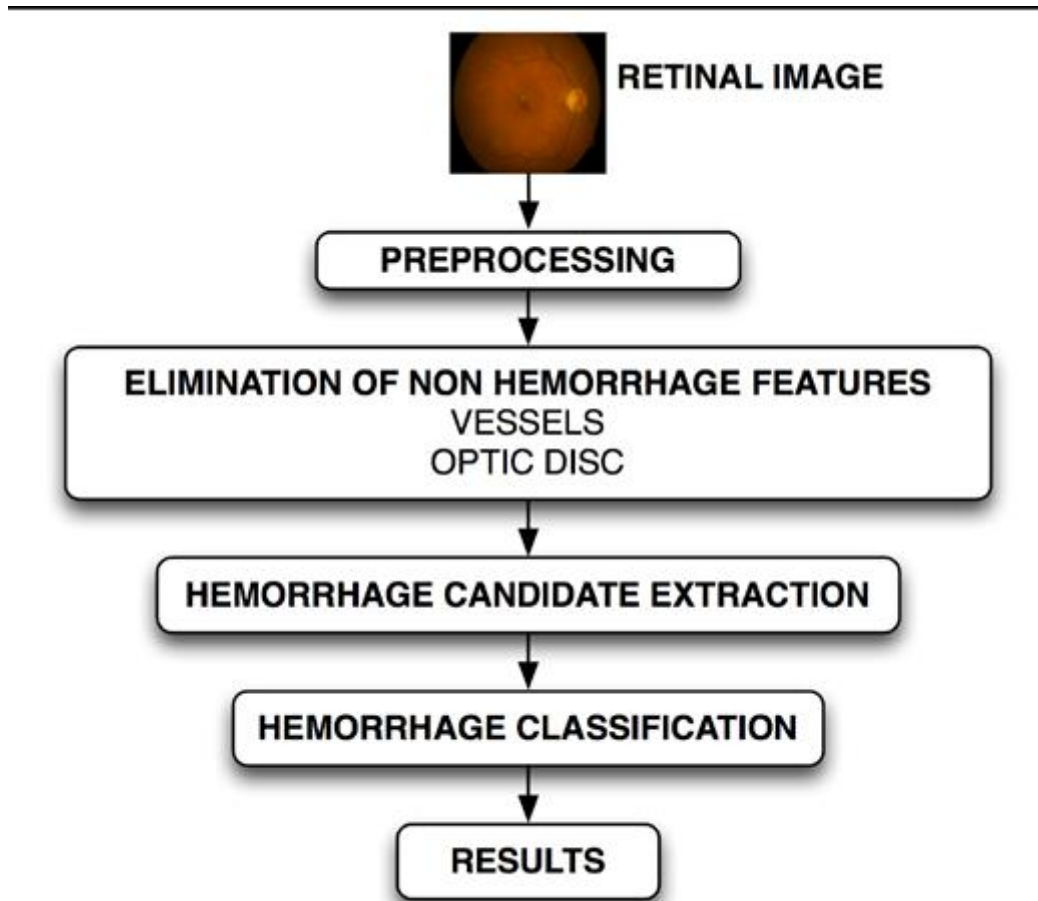 RETINAL IMAGE
PREPROCESSING
ELIMINATION OF NON HEMORRHAGE FEATURES
VESSELS
OPTIC DISC
HEMORRHAGE CANDIDATE EXTRACTION
HEMORRHAGE CLASSIFICATION
RESULTS